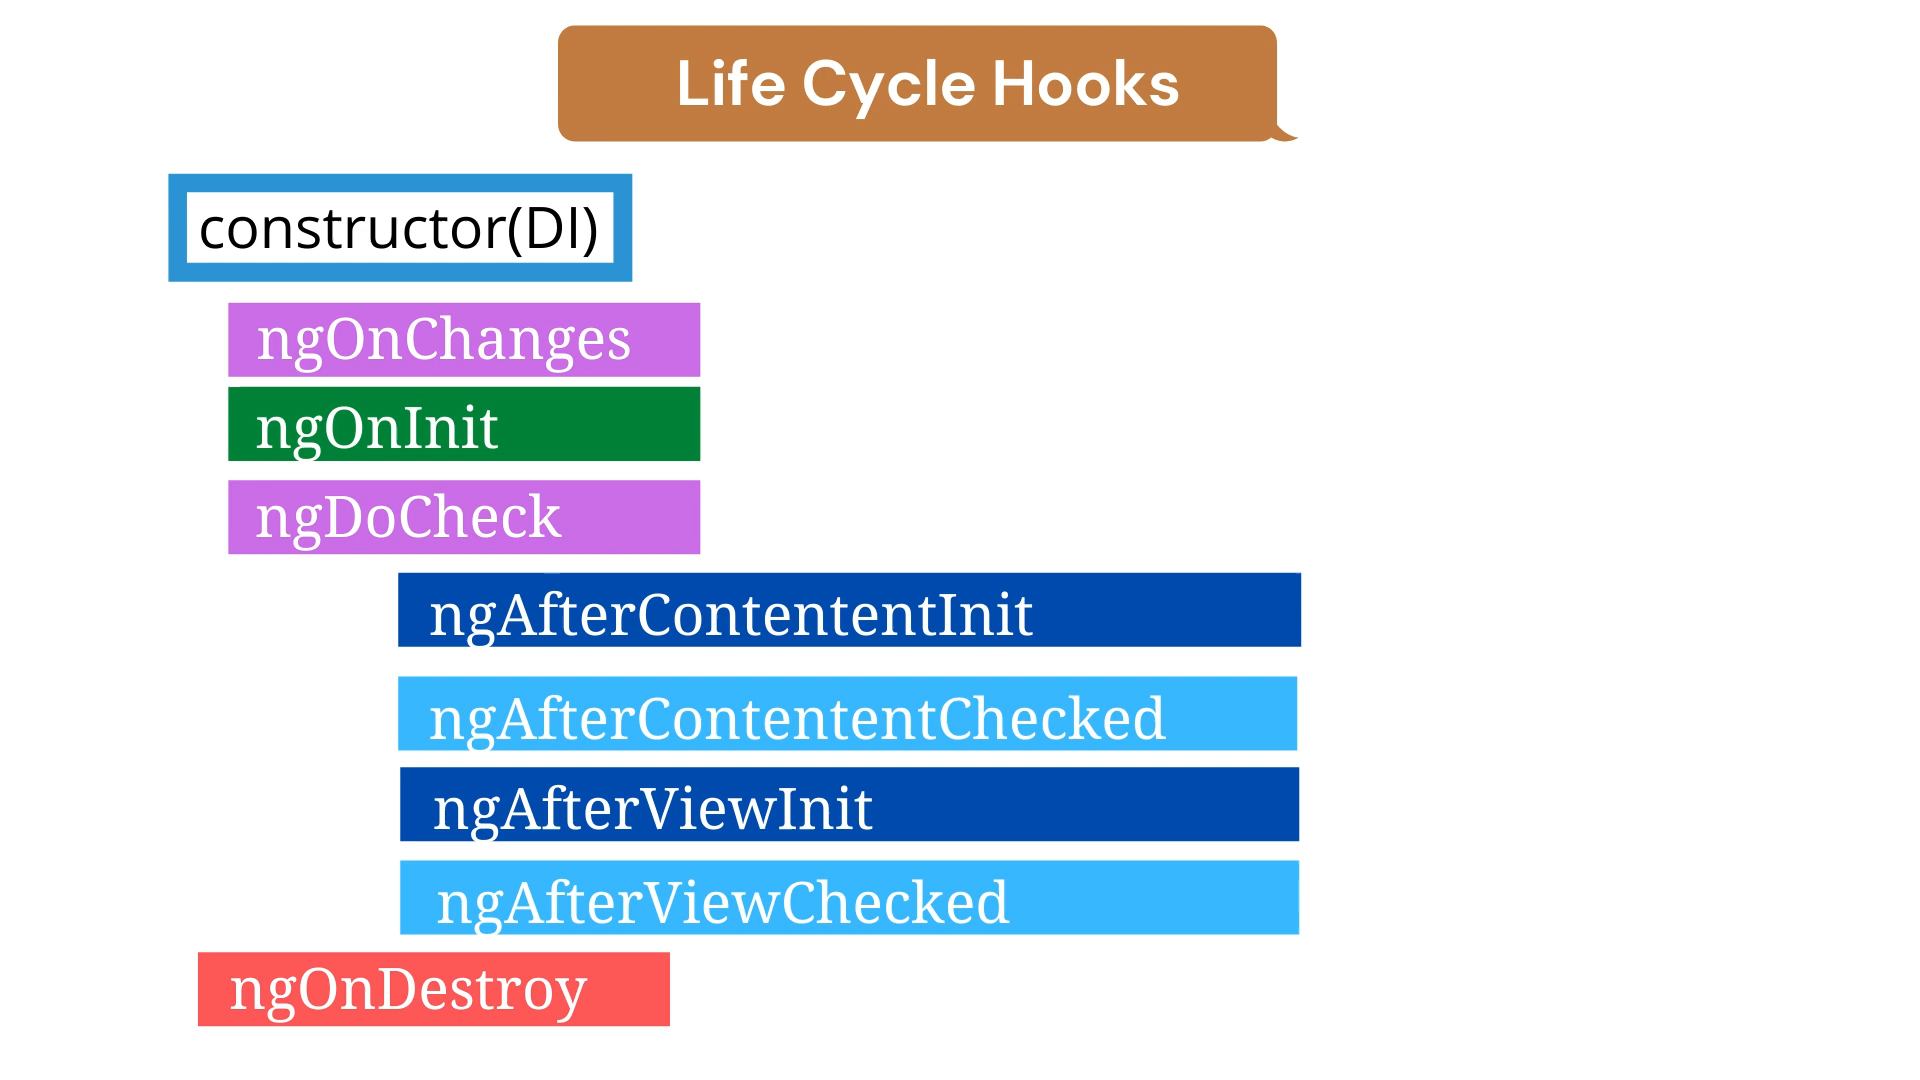 Life Cycle Hooks
constructor(DI)
ngOnChanges
ngOnInit
ngDoCheck
ngAfterContententInit
ngAfterContententChecked
ngAfterViewInit
ngAfterViewChecked
ngOnDestroy